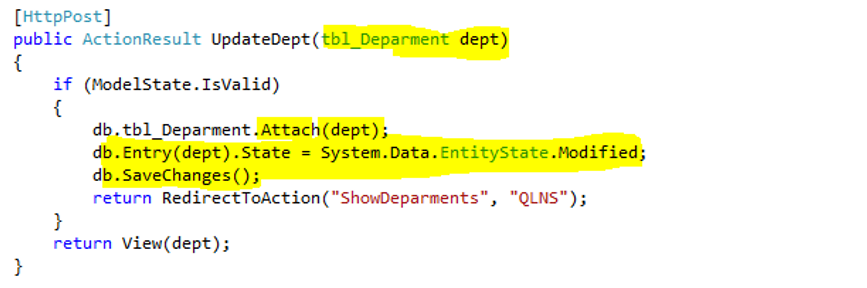 [HttpPost]
public ActionResult UpdateDept(tbl_Deparment dept)
{
if (ModelState.IsValid)
{
db.tbl_Deparment.Attach(dept);
db.Entry(dept).State = System.Data.EntityState.Modified;
db.SaveChanges();
return RedirectToAction("ShowDeparments", "QLNS");
}
return View(dept);
}